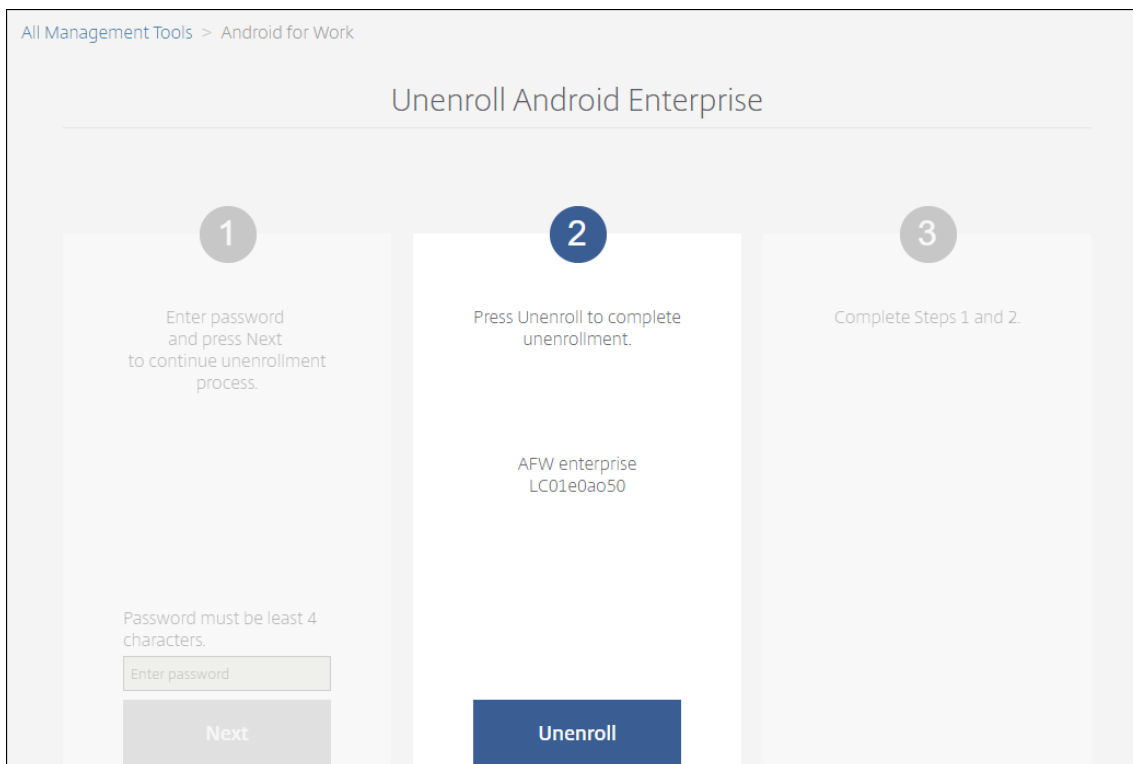 All Management Tools > Android for Work
Unenroll Android Enterprise
1
Enter password
and press Next
to continue unenrollment
process.
Password must be least 4
characters.
Enter password
Next
2
Press Unenroll to complete
unenrollment.
AFW enterprise
LC01e0ao50
Unenroll
3
Complete Steps 1 and 2.